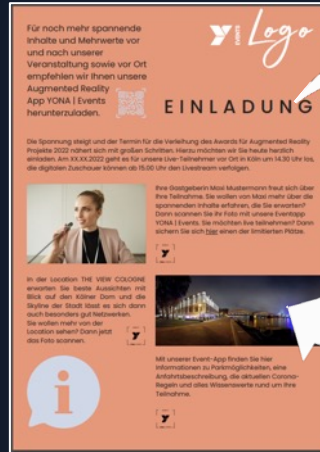 Für noch mehr spannende
Inhalte und Mehrwerte vor
und nach unserer
Veranstaltung sowie vor Ort
empfehlen wir Ihnen unsere
Augmented Reality
App YONA | Events
herunterzuladen.
EVENTS
Logo
EINLADUNG
Die Spannung steigt und der Termin für die Verleihung des Awards für Augmented Reality
Projekte 2022 nähert sich mit großen Schritten. Hierzu möchten wir Sie heute herzlich
einladen. Am XX.XX.2022 geht es für unsere Live-Teilnehmer vor Ort in Köln um 14.30 Uhr los,
die digitalen Zuschauer können ab 15:00 Uhr den Livestream verfolgen.
Ihre Gastgeberin Maxi Mustermann freut sich über
Ihre Teilnahme. Sie wollen von Maxi mehr über die
spannenden Inhalte erfahren, die Sie erwarten?
Dann scannen Sie ihr Foto mit unsere Eventapp
YONA | Events. Sie möchten live teilnehmen? Dann
sichern Sie sich hier einen der limitierten Plätze.
In der Location THE VIEW COLOGNE
erwarten Sie beste Aussichten mit
Blick auf den Kölner Dom und die
Skyline der Stadt lässt es sich dann
auch besonders gut Netzwerken.
Sie wollen mehr von der
Location sehen? Dann jetzt
das Foto scannen.
Mit unserer Event-App finden Sie hier
Informationen zu Parkmöglichkeiten, eine
Anfahrtsbeschreibung, die aktuellen Corona-
Regeln und alles Wissenswerte rund um Ihre
Teilnahme.
i